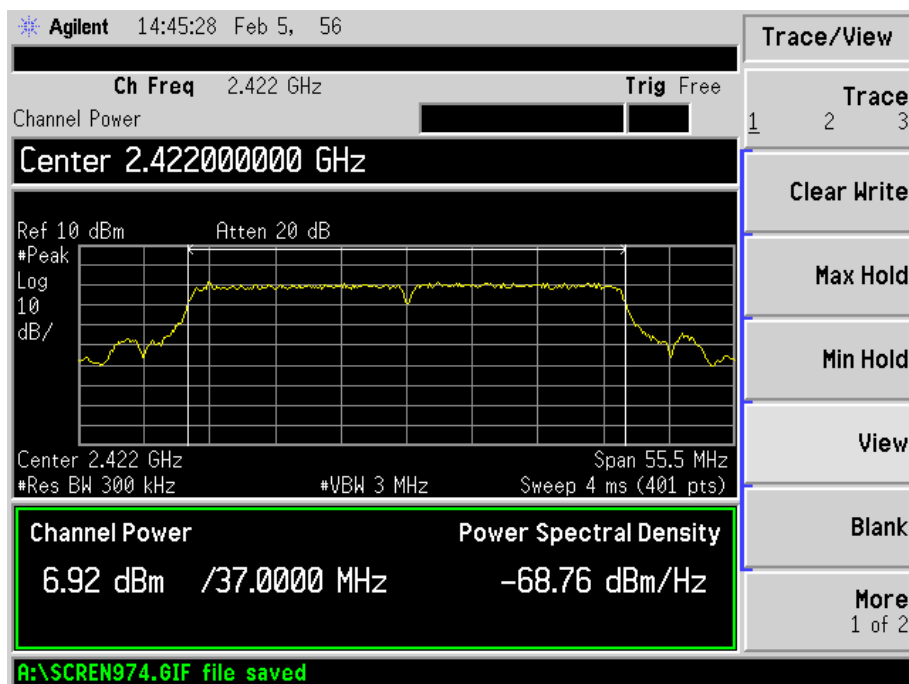 Agilent 14:45:28 Feb 5, 56
Trace/View
Ch Freq 2.422 GHz Trig Free
Channel Power
Center 2.422000000 GHz
Ref 10 dBm Atten 20 dB
#Peak
Log
10
dB/
Center 2.422 GHz Span 55.5 MHz
#Res BW 300 kHz #VBW 3 MHz Sweep 4 ms (401 pts)
Channel Power Power Spectral Density
6.92 dBm /37.0000 MHz -68.76 dBm/Hz
A:\SCREN974.GIF file saved
Trace
1 2 3
Clear Write
Max Hold
Min Hold
View
Blank
More
1 of 2